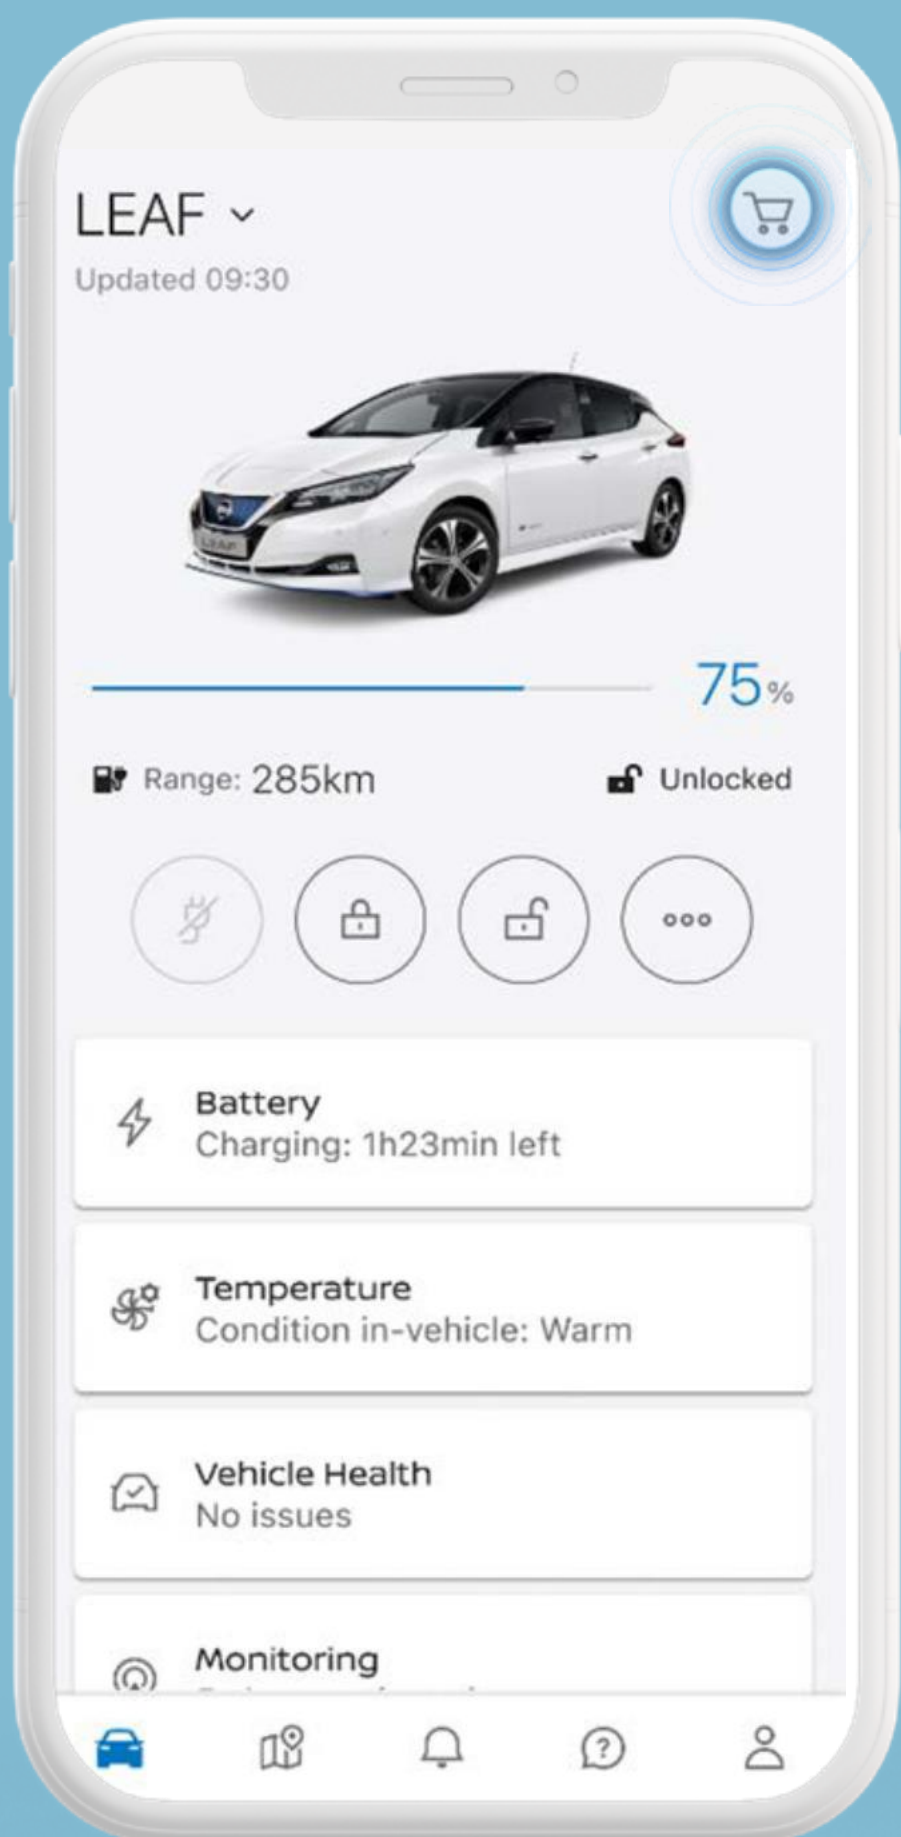 LEAF
Updated 09:30
LEAF
75%
Range: 285km
Unlocked
Battery
Charging: 1h23min left
Temperature
Condition in-vehicle: Warm
Vehicle Health
No issues
Monitoring